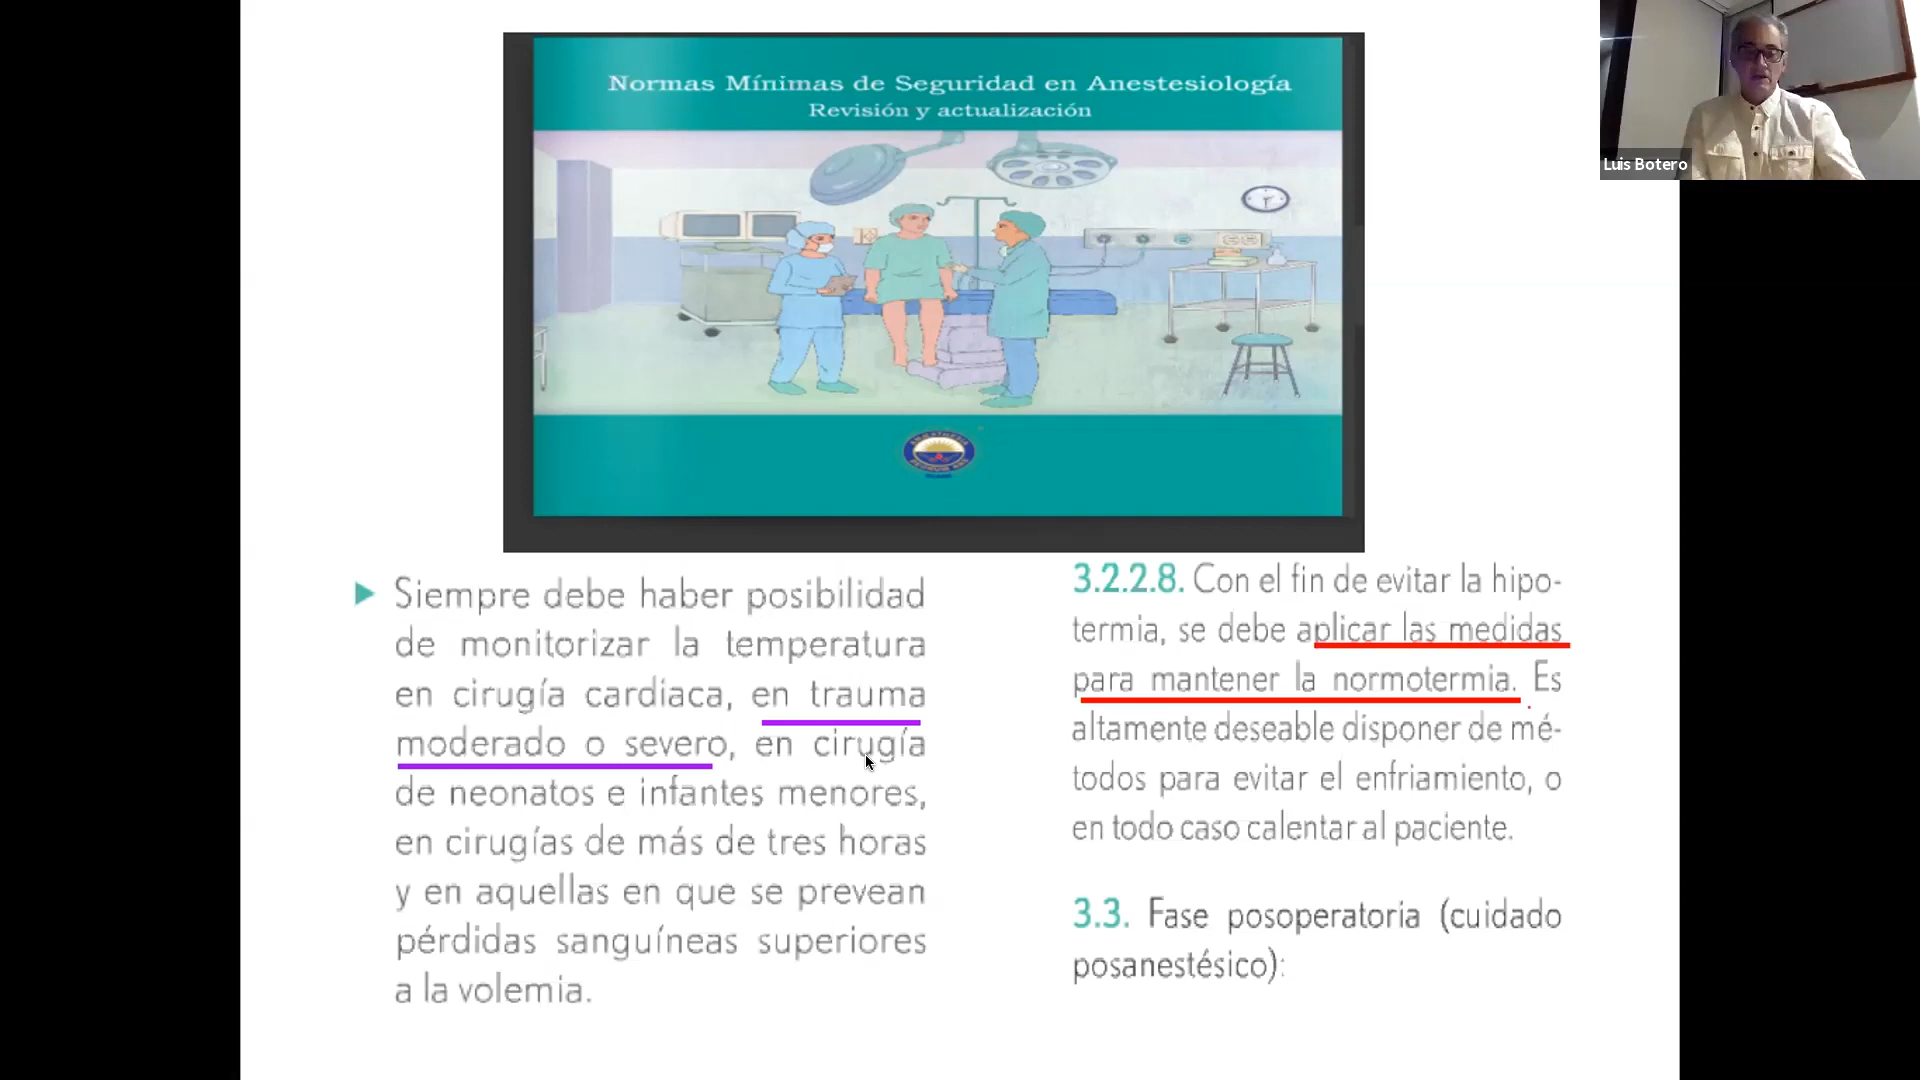 Normas Mínimas de Seguridad en Anestesiología
Revisión y actualización
Luis Botero
Siempre debe haber posibilidad
de monitorizar la temperatura
en cirugía cardíaca, en trauma
moderado o severo, en cirugía
de neonatos e infantes menores,
en cirugías de más de tres horas
y en aquellas en que se prevean
pérdidas sanguíneas superiores
a la volemia.
3.2.2.8. Con el fin de evitar la hipo-
termia, se debe aplicar las medidas
para mantener la normotermia. Es
altamente deseable disponer de mé-
todos para evitar el enfriamiento, o
en todo caso calentar al paciente.
3.3. Fase posoperatoria (cuidado
posanestésico):